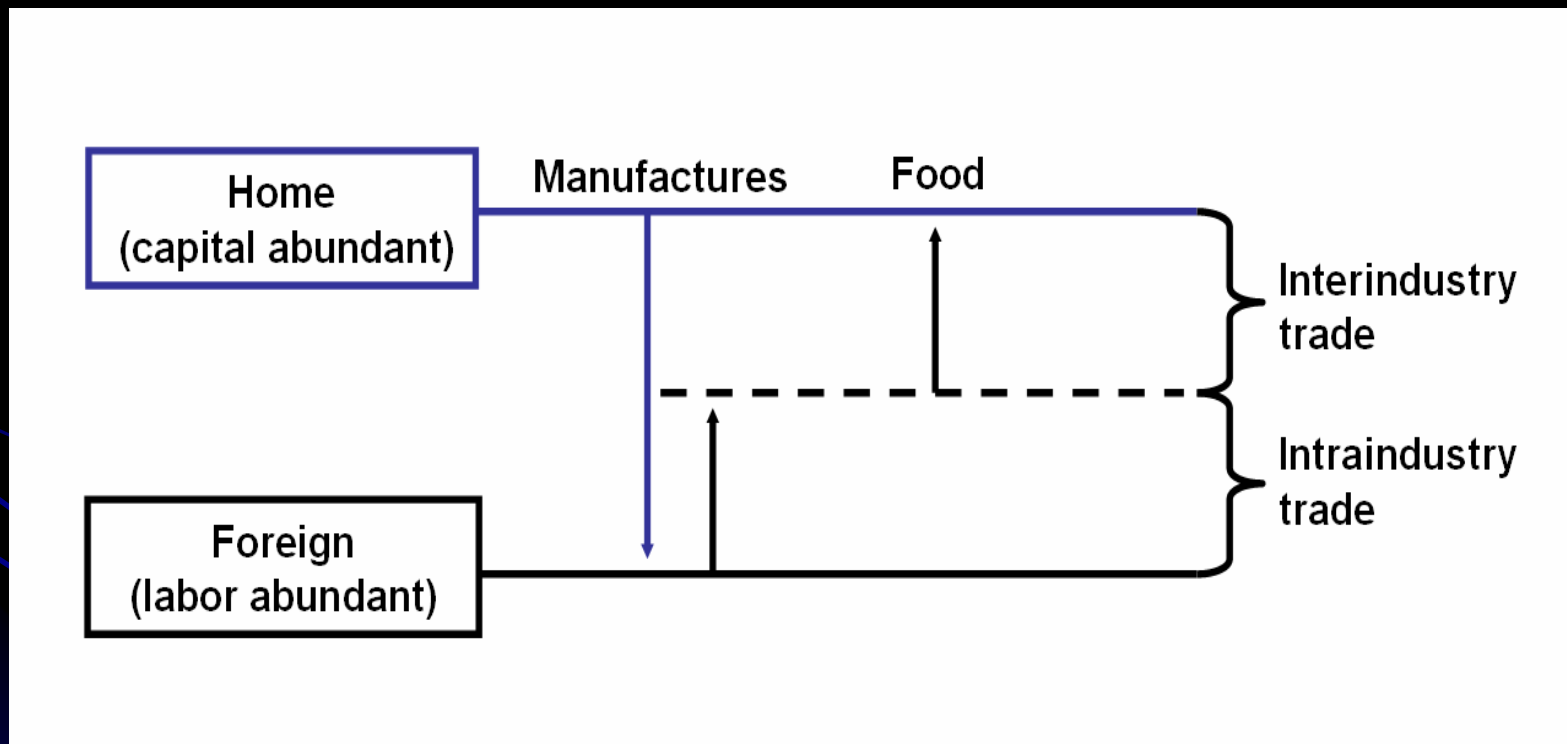 Home
(capital abundant)
Manufactures
Food
Interindustry
trade
Intraindustry
trade
Foreign
(labor abundant)